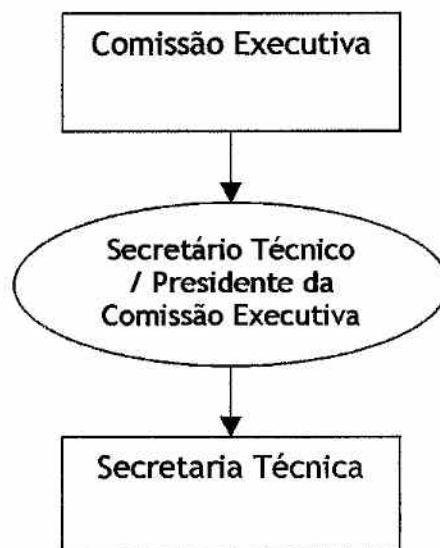 Comissão Executiva
Secretário Técnico
/ Presidente da
Comissão Executiva
Secretaria Técnica